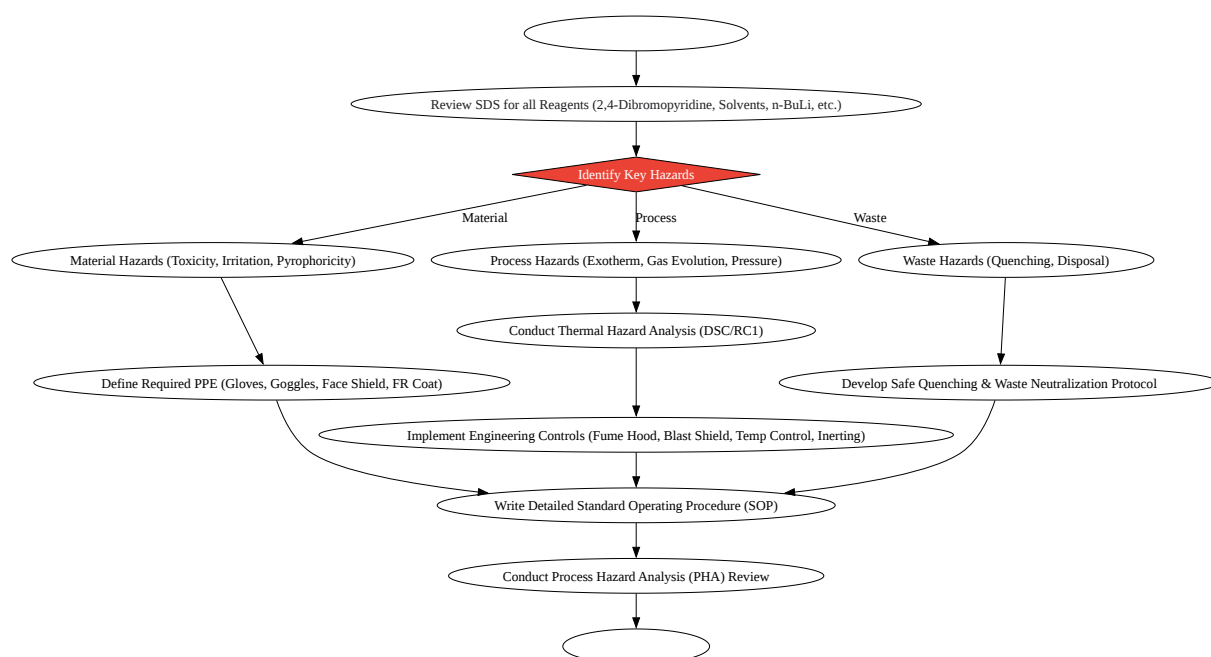 Review SDS for all Reagents (2,4-Dibromopyridine, Solvents, n-BuLi, etc.)
Identify Key Hazards
Material
Process
Waste
Material Hazards (Toxicity, Irritation, Pyrophoricity)
Process Hazards (Exotherm, Gas Evolution, Pressure)
Waste Hazards (Quenching, Disposal)
Conduct Thermal Hazard Analysis (DSC/RC1)
Define Required PPE (Gloves, Goggles, Face Shield, FR Coat)
Develop Safe Quenching & Waste Neutralization Protocol
Implement Engineering Controls (Fume Hood, Blast Shield, Temp Control, Inerting)
Write Detailed Standard Operating Procedure (SOP)
Conduct Process Hazard Analysis (PHA) Review